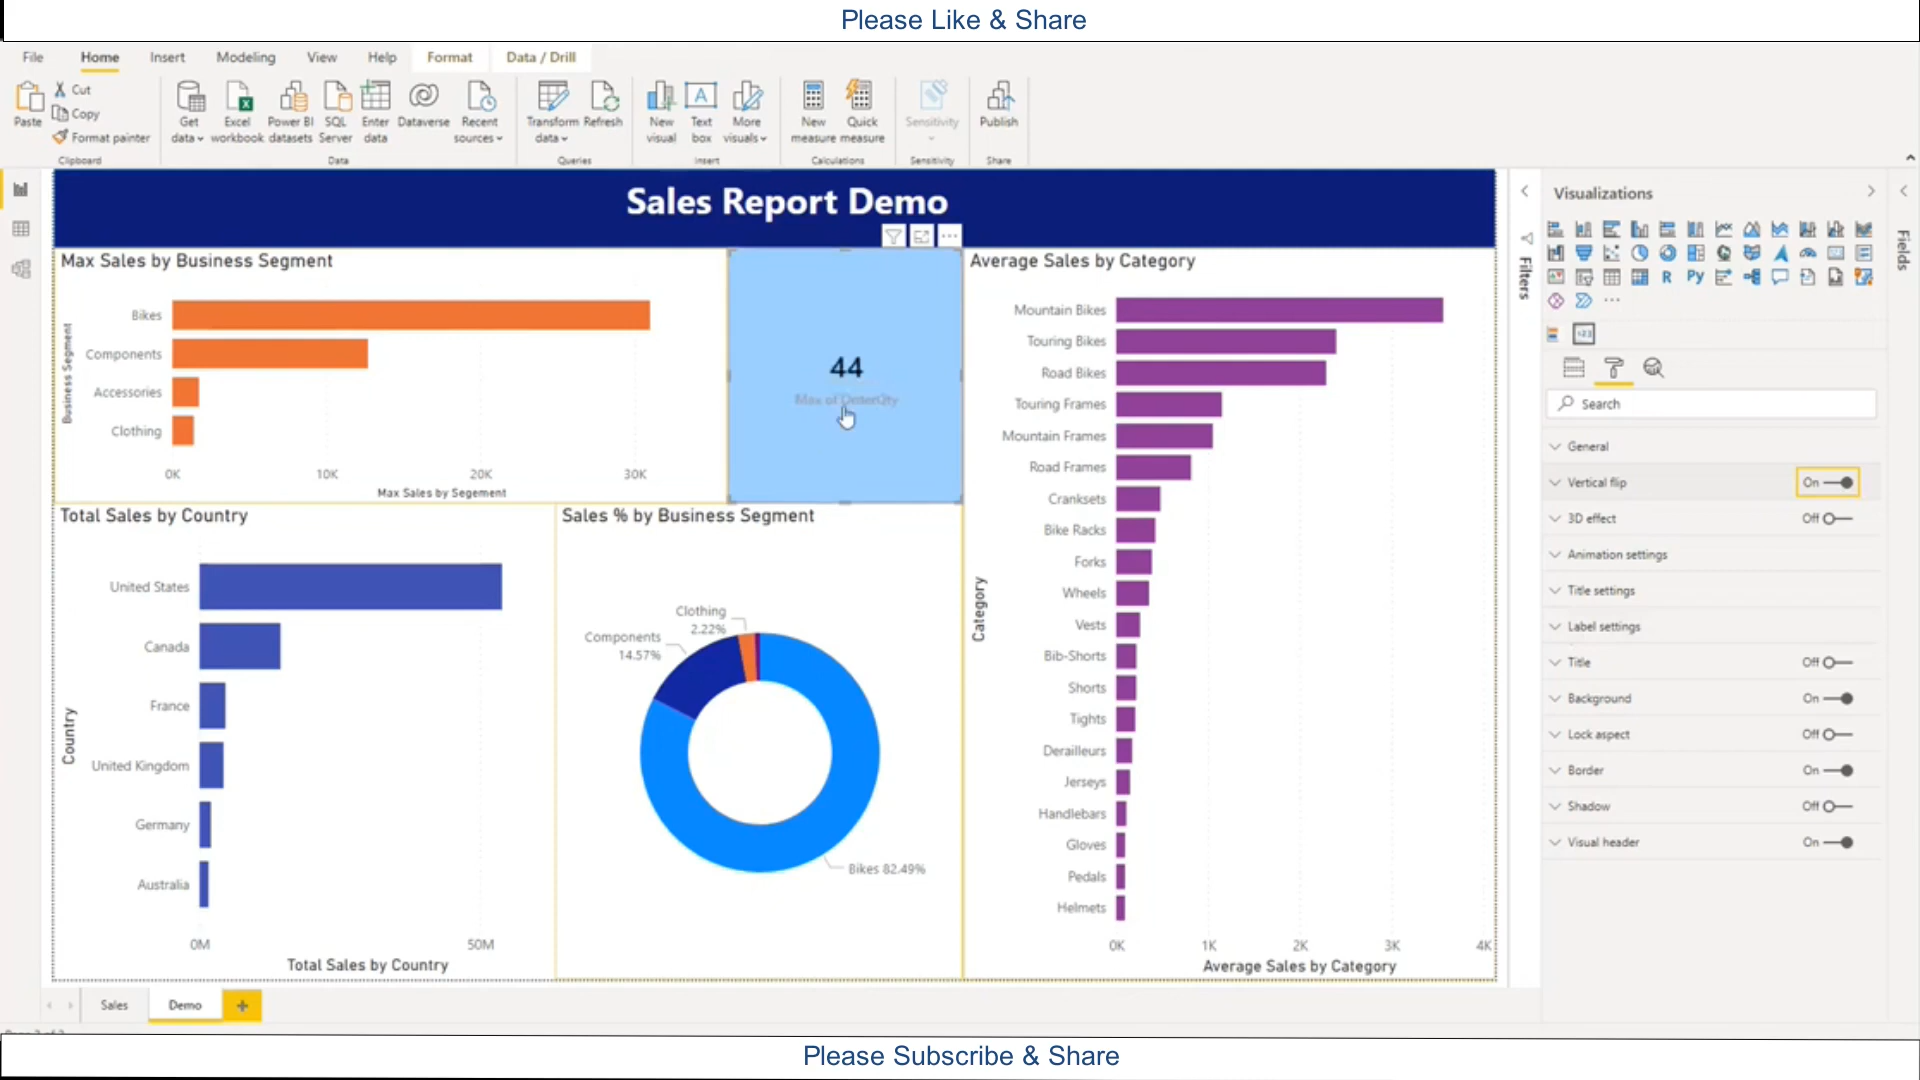 Please Like & Share
File Home Insert Modeling View Help Format Data / Drill
Paste
Cut
Copy
Format painter
Clipboard
Get data
Excel workbook
Power BI datasets
SQL Server
Enter data
Dataverse
Recent sources
Data
Transform data
Refresh
Queries
New visual
Text box
More visuals
Insert
New measure
Quick measure
Calculations
Sensitivity
Sensitivity
Publish
Share
Sales Report Demo
Max Sales by Business Segment
Business Segment
Bikes
Components
Accessories
Clothing
0K 10K 20K 30K
Max Sales by Segement
44
Average Sales by Category
Category
Mountain Bikes
Touring Bikes
Road Bikes
Touring Frames
Mountain Frames
Road Frames
Cranksets
Bike Racks
Forks
Wheels
Vests
Bib-Shorts
Shorts
Tights
Derailleurs
Jerseys
Handlebars
Gloves
Pedals
Helmets
0K 1K 2K 3K 4K
Average Sales by Category
Total Sales by Country
Country
United States
Canada
France
United Kingdom
Germany
Australia
0M 50M
Total Sales by Country
Sales % by Business Segment
Clothing
2.22%
Components
14.57%
Bikes 82.49%
Filters
Visualizations
R Py
123
Search
General
Vertical flip On
3D effect Off
Animation settings
Title settings
Label settings
Title Off
Background On
Lock aspect Off
Border On
Shadow Off
Visual header On
Fields
Sales Demo +
Please Subscribe & Share